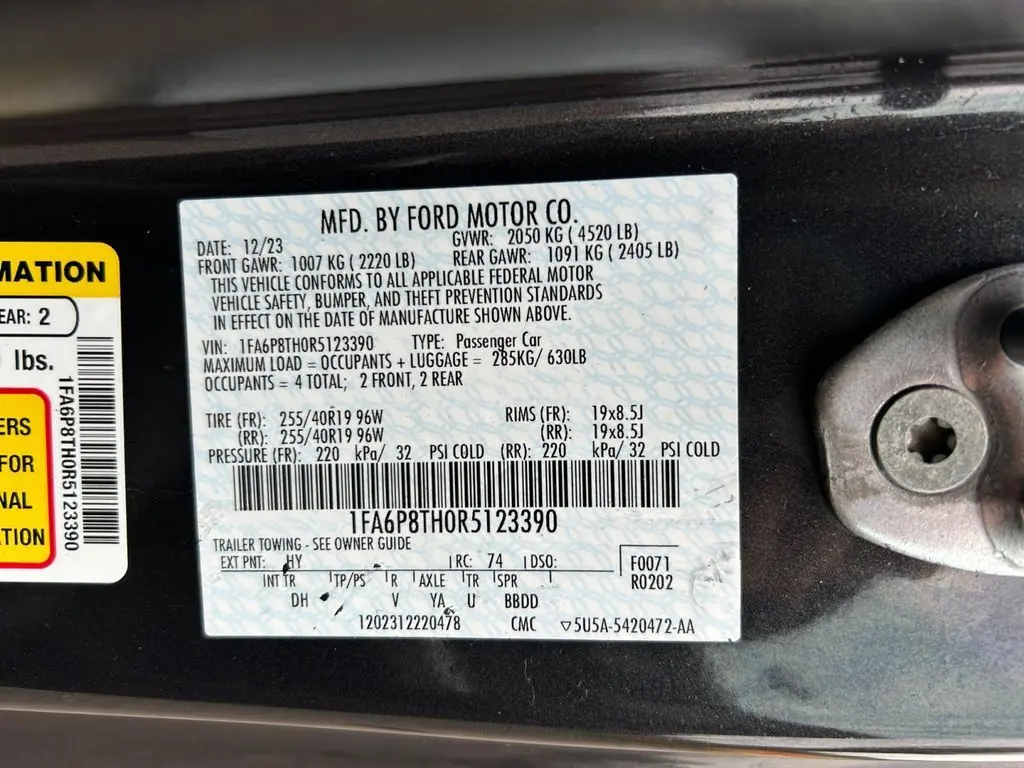 MATION
EAR: 2
lbs.
1FA6P8TH0R5123390
ERS
FOR
NAL
TION
MFD. BY FORD MOTOR CO.
DATE: 12/23 GVWR: 2050 KG ( 4520 LB)
FRONT GAWR: 1007 KG ( 2220 LB) REAR GAWR: 1091 KG ( 2405 LB)
THIS VEHICLE CONFORMS TO ALL APPLICABLE FEDERAL MOTOR
VEHICLE SAFETY, BUMPER, AND THEFT PREVENTION STANDARDS
IN EFFECT ON THE DATE OF MANUFACTURE SHOWN ABOVE.
VIN: 1FA6P8TH0R5123390 TYPE: Passenger Car
MAXIMUM LOAD = OCCUPANTS + LUGGAGE = 285KG/ 630LB
OCCUPANTS = 4 TOTAL; 2 FRONT, 2 REAR
TIRE (FR): 255/40R19 96W RIMS (FR): 19x8.5J
(RR): 255/40R19 96W (RR): 19x8.5J
PRESSURE (FR): 220 kPa/ 32 PSI COLD (RR): 220 kPa/ 32 PSI COLD
1FA6P8TH0R5123390
TRAILER TOWING - SEE OWNER GUIDE
EXT PNT: HY RC: 74 DSO: F0071
R0202
INT TR TP/PS R AXLE TR SPR
DH V YA U BBDD
1202312220478 CMC ▽5U5A-5420472-AA